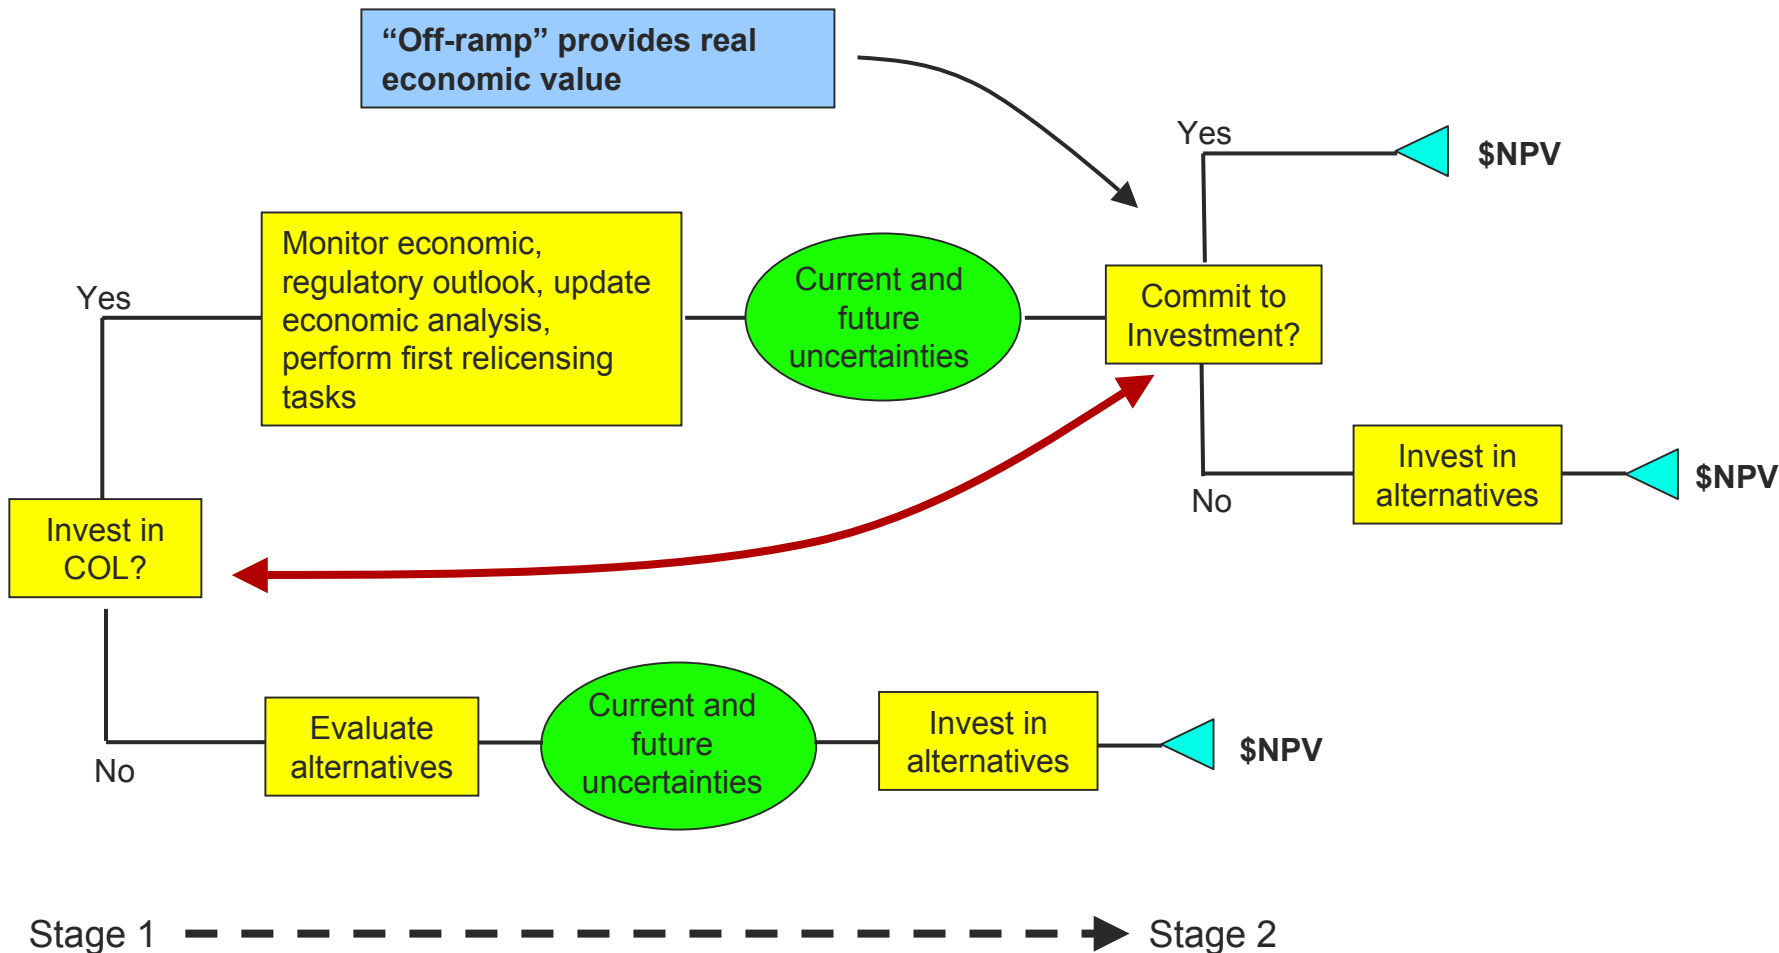 “Off-ramp” provides real
economic value
Yes
$NPV
Monitor economic,
regulatory outlook, update
economic analysis,
perform first relicensing
tasks
Current and
future
uncertainties
Commit to
Investment?
Yes
Invest in
alternatives
$NPV
No
Invest in
COL?
Evaluate
alternatives
Current and
future
uncertainties
Invest in
alternatives
$NPV
No
Stage 1
Stage 2